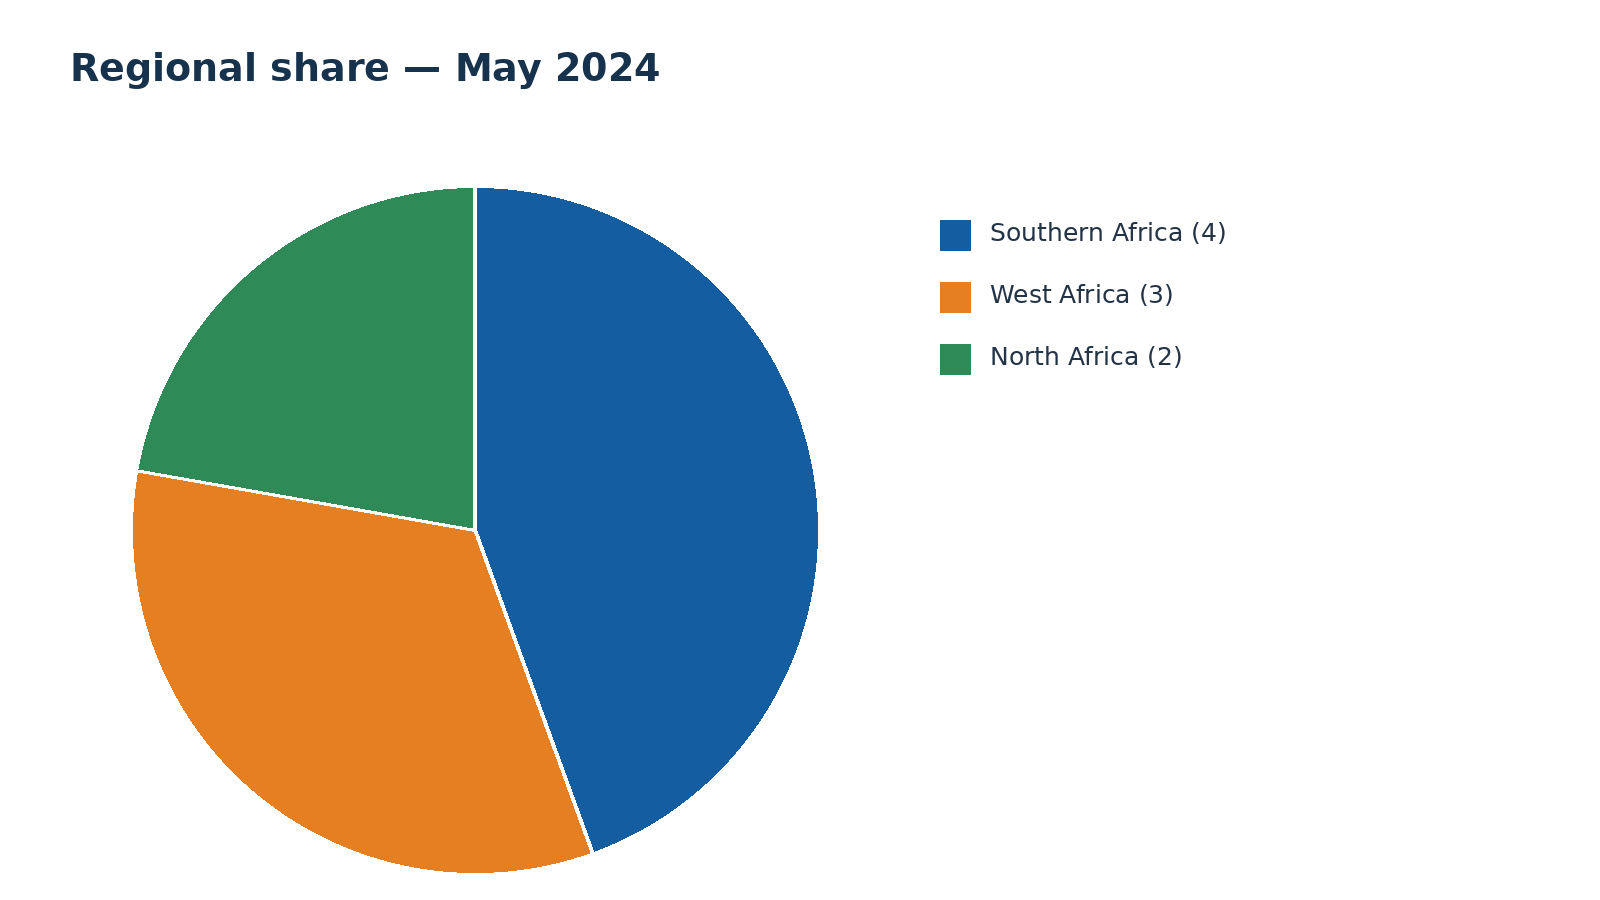 Regional share — May 2024
Southern Africa (4)
West Africa (3)
North Africa (2)